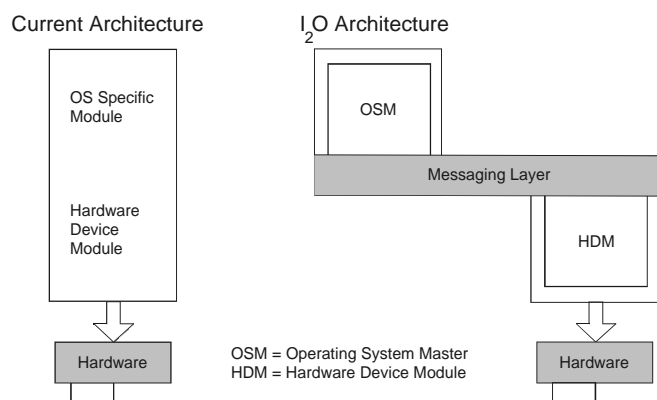 Current Architecture
I2O Architecture
OS Specific
Module
Hardware
Device
Module
Hardware
OSM
Messaging Layer
HDM
Hardware
OSM = Operating System Master
HDM = Hardware Device Module